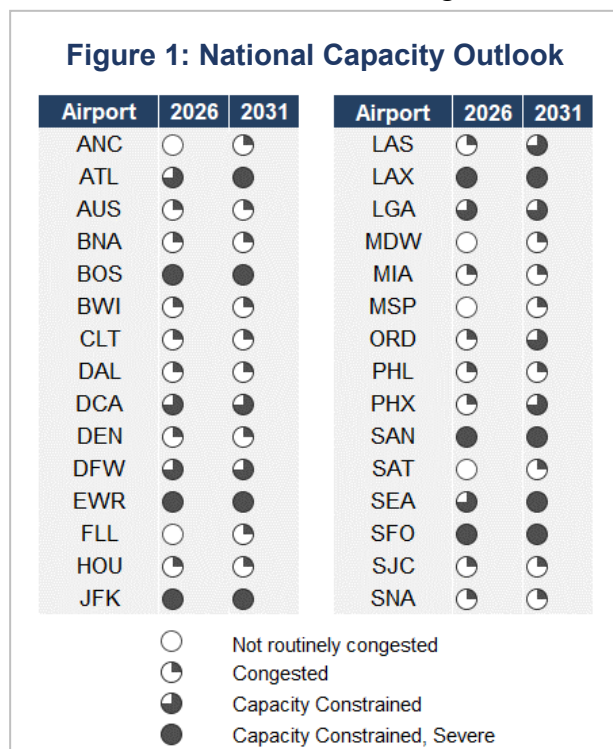 Figure 1: National Capacity Outlook
Airport 2026 2031
ANC
ATL
AUS
BNA
BOS
BWI
CLT
DAL
DCA
DEN
DFW
EWR
FLL
HOU
JFK
Airport 2026 2031
LAS
LAX
LGA
MDW
MIA
MSP
ORD
PHL
PHX
SAN
SAT
SEA
SFO
SJC
SNA
Not routinely congested
Congested
Capacity Constrained
Capacity Constrained, Severe